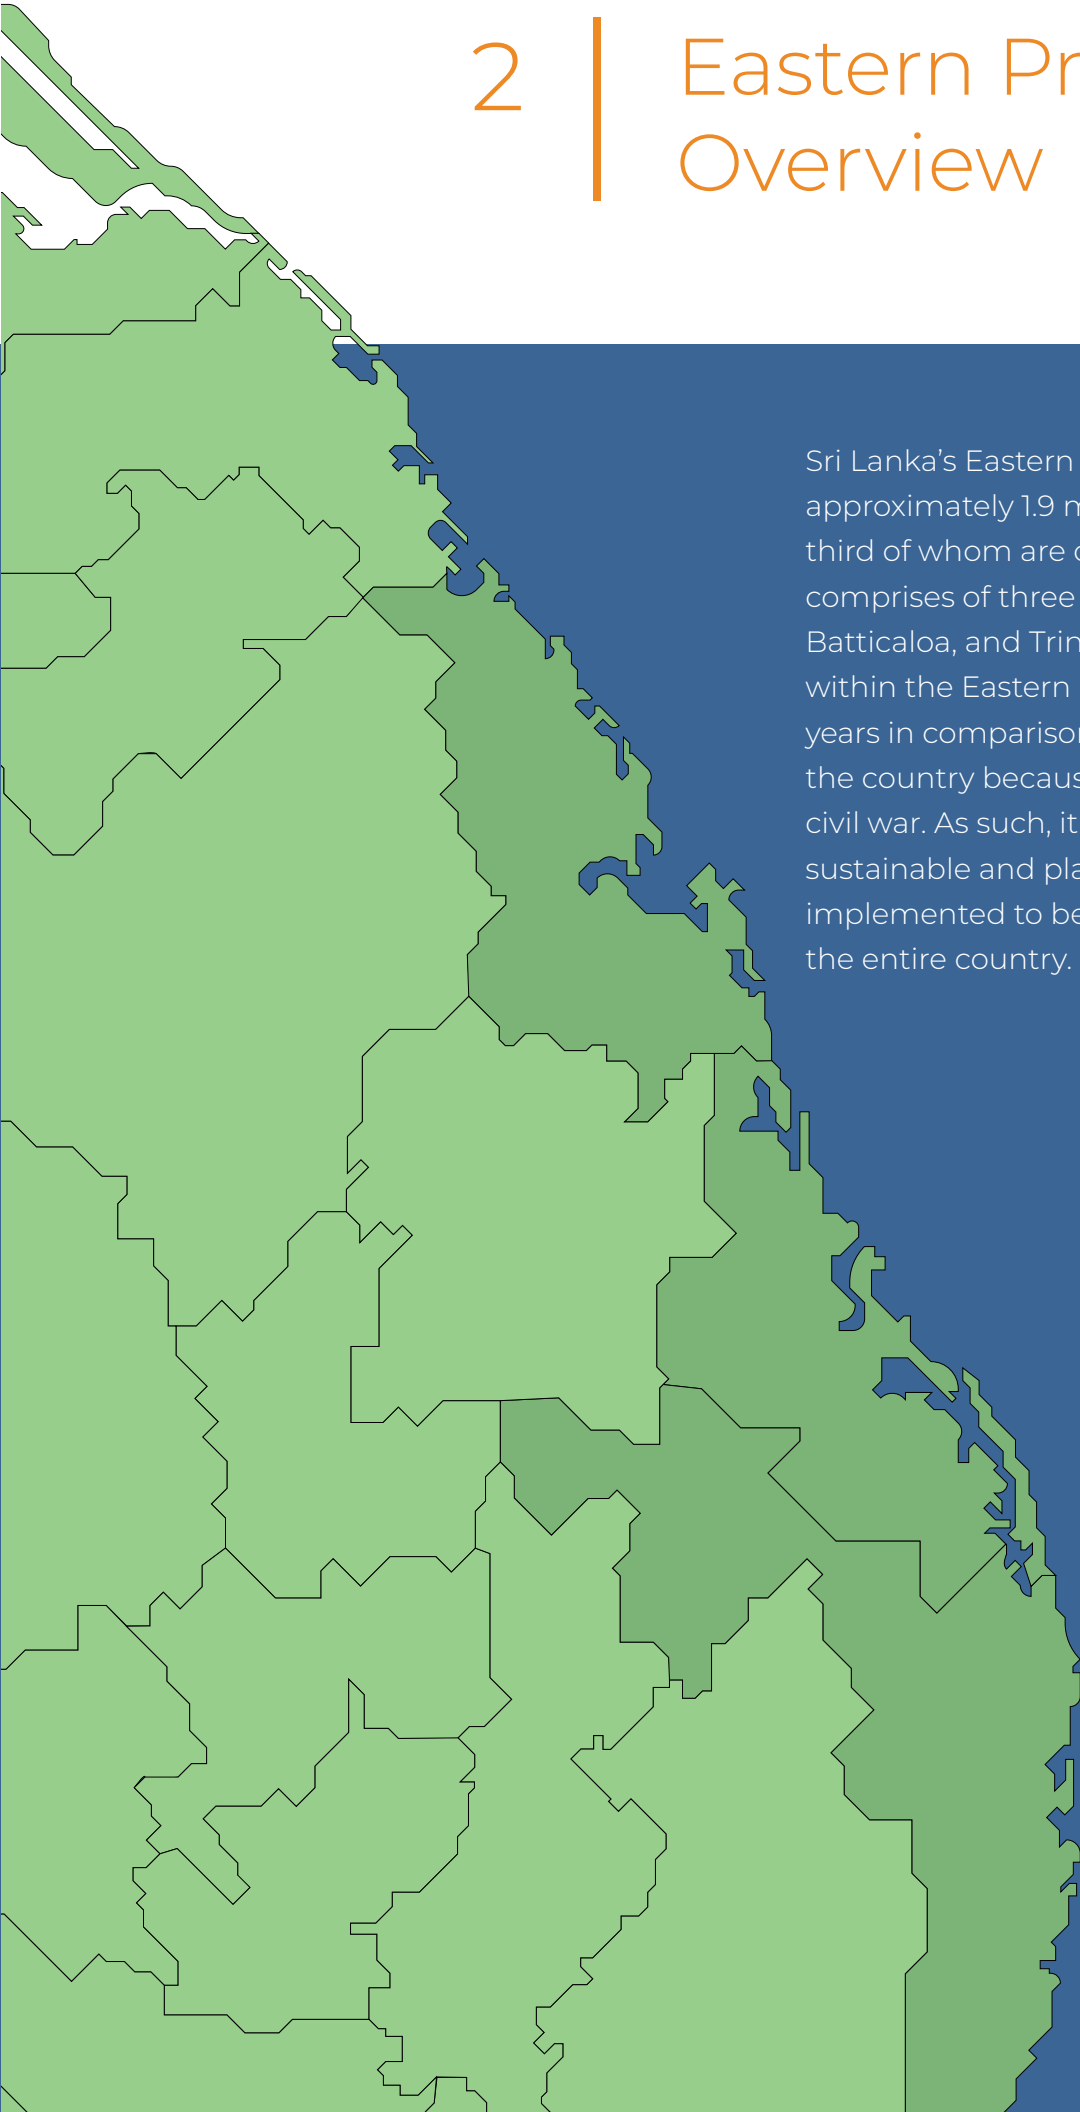 2
Eastern Pr
Overview
Sri Lanka’s Eastern
approximately 1.9 m
third of whom are
comprises of three
Batticaloa, and Trin
within the Eastern
years in comparison
the country becaus
civil war. As such, it
sustainable and pla
implemented to be
the entire country.